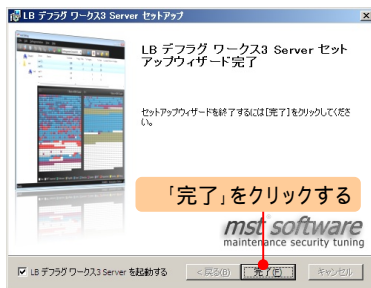 LB デフラグ ワークス3 Server セットアップ
LB デフラグ ワークス3 Server セット
アップウィザード完了
セットアップウィザードを終了するには[完了]をクリックしてくださ
い。
「完了」をクリックする
mst software
maintenance security tuning
LB デフラグ ワークス3 Server を起動する
< 戻る(B)
完了(F)
キャンセル